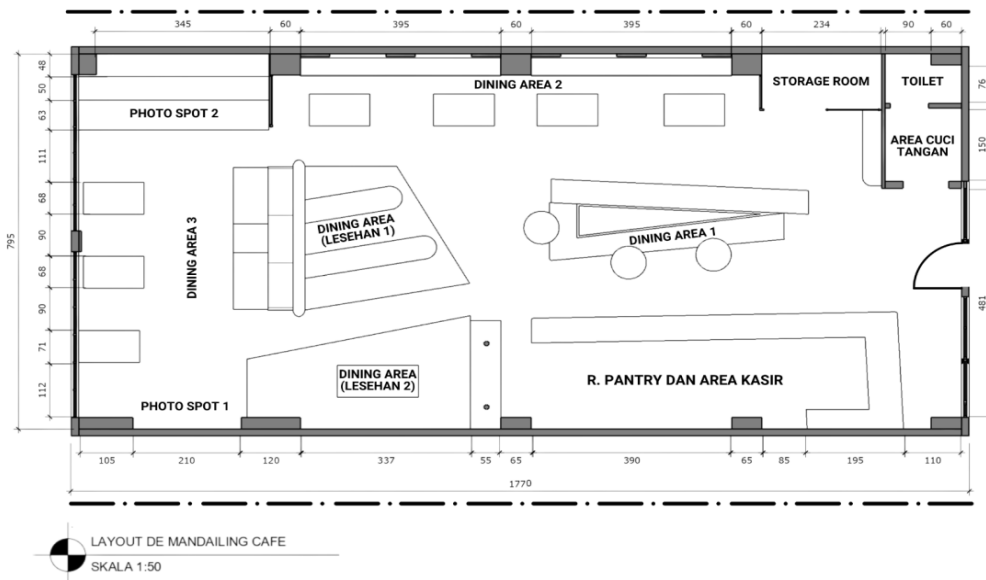 345 60 395 60 395 60 234 90 60
48
50
63
111
68
90
68
90
71
112
795
76
150
481
STORAGE ROOM
TOILET
DINING AREA 2
PHOTO SPOT 2
AREA CUCI
TANGAN
DINING AREA 3
DINING AREA
(LESEHAN 1)
DINING AREA 1
DINING AREA
(LESEHAN 2)
R. PANTRY DAN AREA KASIR
PHOTO SPOT 1
105 210 120 337 55 65 390 65 85 195 110
1770
LAYOUT DE MANDAILING CAFE
SKALA 1:50